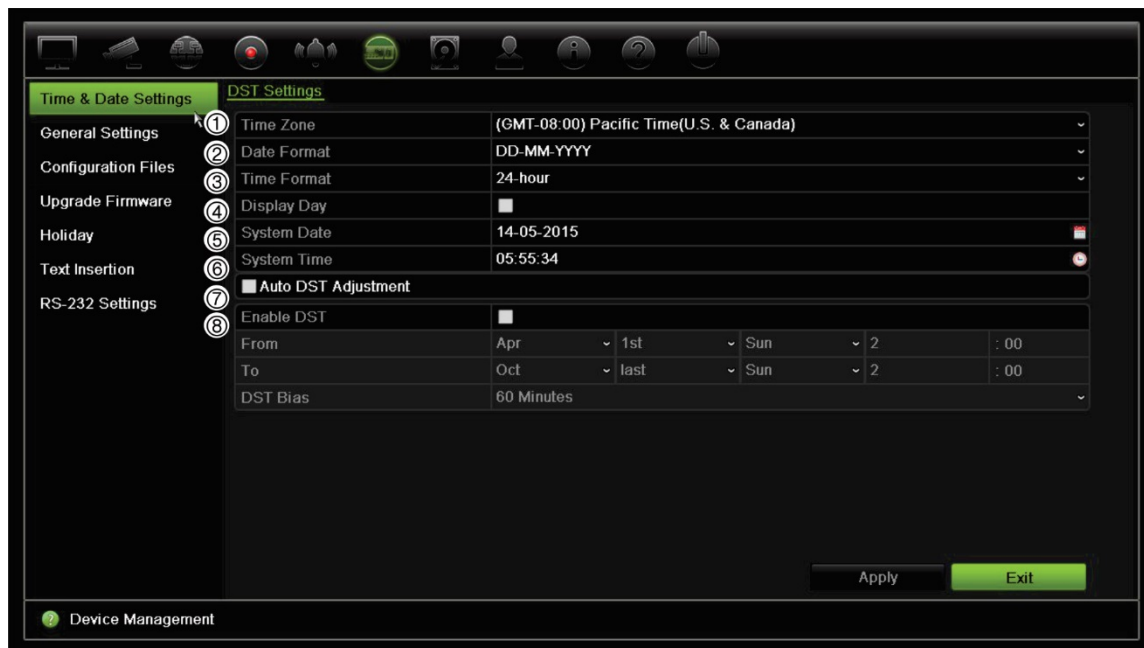 Time & Date Settings
General Settings
Configuration Files
Upgrade Firmware
Holiday
Text Insertion
RS-232 Settings
DST Settings
① Time Zone (GMT-08:00) Pacific Time(U.S. & Canada)
② Date Format DD-MM-YYYY
③ Time Format 24-hour
④ Display Day
⑤ System Date 14-05-2015
⑥ System Time 05:55:34
⑦ Auto DST Adjustment
⑧ Enable DST
From Apr 1st Sun 2 : 00
To Oct last Sun 2 : 00
DST Bias 60 Minutes
Apply Exit
? Device Management